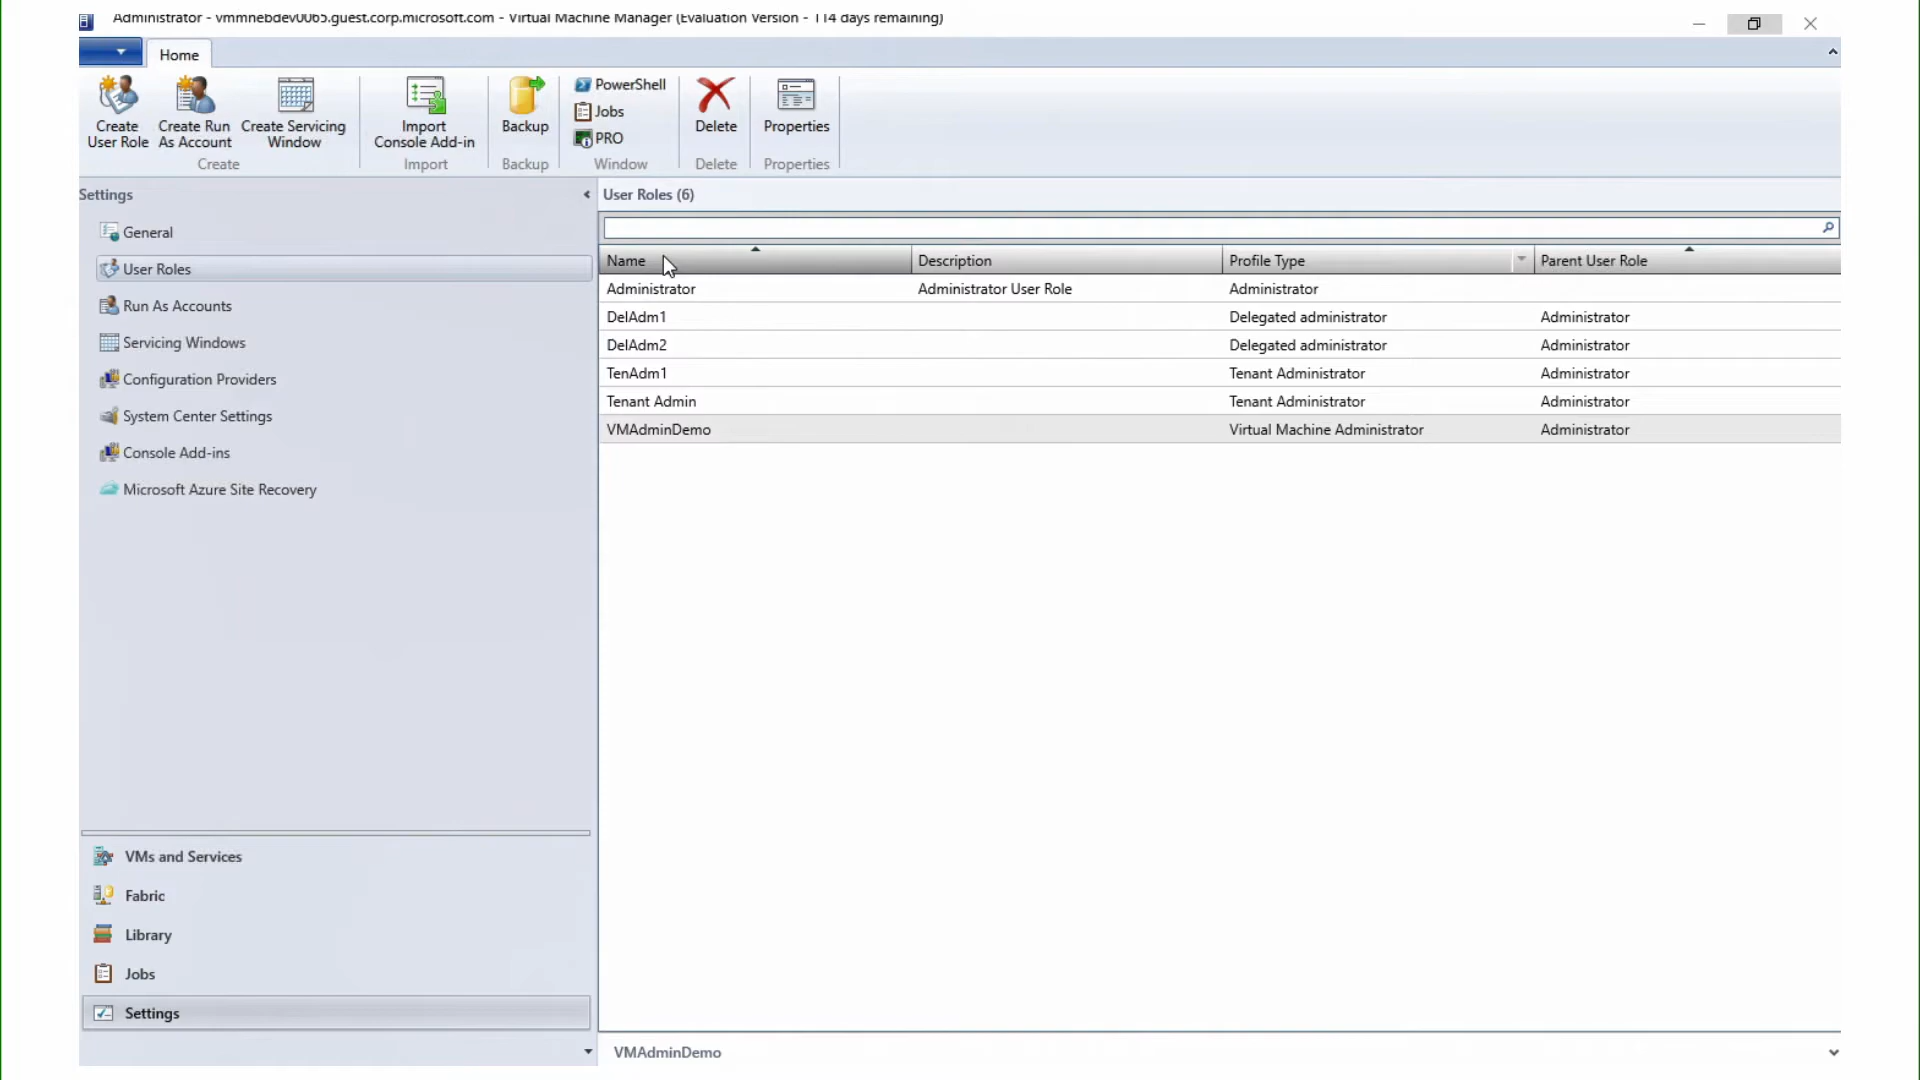 Administrator - vmmnebdev0065.guest.corp.microsoft.com - Virtual Machine Manager (Evaluation Version - 114 days remaining)
Home
Create User Role
Create Run As Account
Create Servicing Window
Import Console Add-in
Backup
PowerShell
Jobs
PRO
Delete
Properties
Create
Import
Backup
Window
Delete
Properties
Settings
General
User Roles
Run As Accounts
Servicing Windows
Configuration Providers
System Center Settings
Console Add-ins
Microsoft Azure Site Recovery
VMs and Services
Fabric
Library
Jobs
Settings
User Roles (6)
Name Description Profile Type Parent User Role
Administrator Administrator User Role Administrator
DelAdm1 Delegated administrator Administrator
DelAdm2 Delegated administrator Administrator
TenAdm1 Tenant Administrator Administrator
Tenant Admin Tenant Administrator Administrator
VMAdminDemo Virtual Machine Administrator Administrator
VMAdminDemo